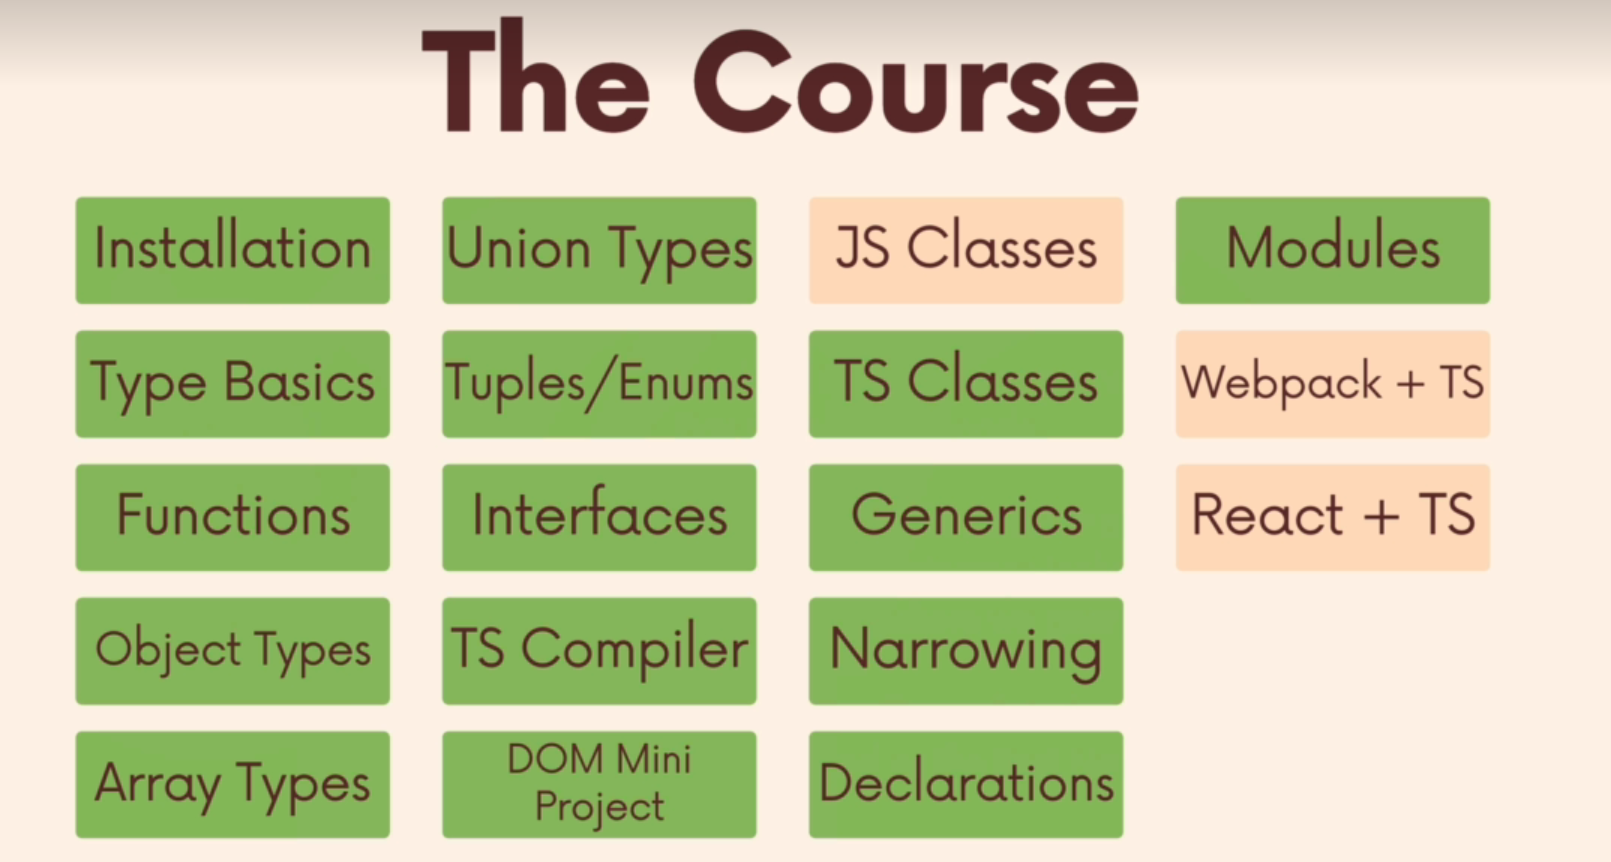 The Course
Installation
Type Basics
Functions
Object Types
Array Types
Union Types
Tuples/Enums
Interfaces
TS Compiler
DOM Mini
Project
JS Classes
TS Classes
Generics
Narrowing
Declarations
Modules
Webpack + TS
React + TS